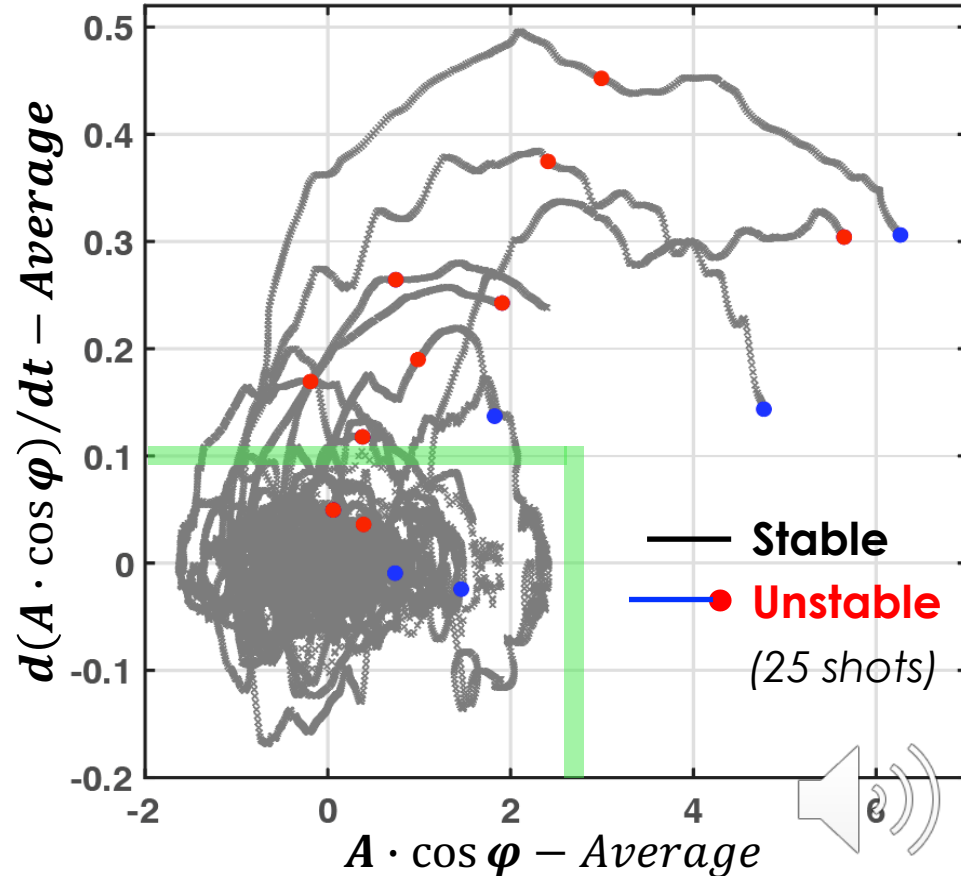 0.5
0.4
0.3
0.2
0.1
0
-0.1
-0.2
-2
0
2
4
6
d(A · cos φ)/dt − Average
A · cos φ − Average
Stable
Unstable
(25 shots)